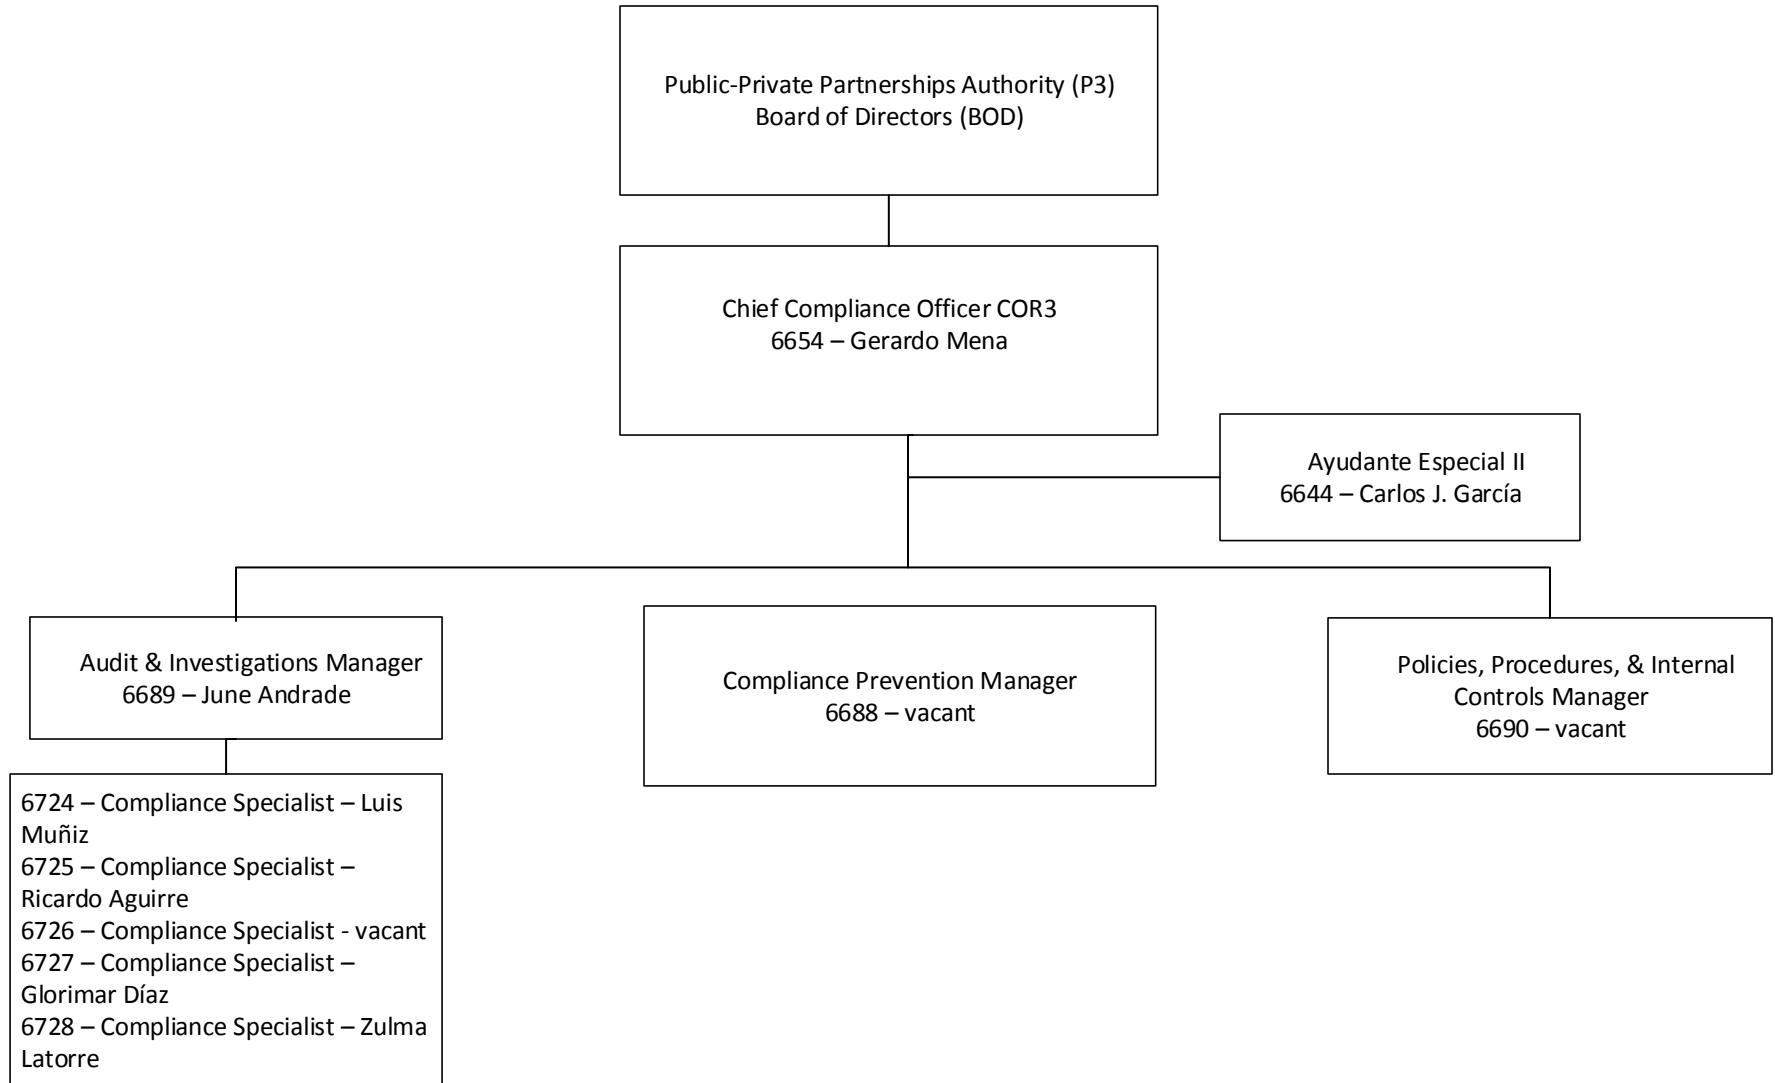 Public-Private Partnerships Authority (P3)
Board of Directors (BOD)
Chief Compliance Officer COR3
6654 – Gerardo Mena
Ayudante Especial II
6644 – Carlos J. García
Audit & Investigations Manager
6689 – June Andrade
Compliance Prevention Manager
6688 – vacant
Policies, Procedures, & Internal
Controls Manager
6690 – vacant
6724 – Compliance Specialist – Luis
Muñiz
6725 – Compliance Specialist –
Ricardo Aguirre
6726 – Compliance Specialist - vacant
6727 – Compliance Specialist –
Glorimar Díaz
6728 – Compliance Specialist – Zulma
Latorre